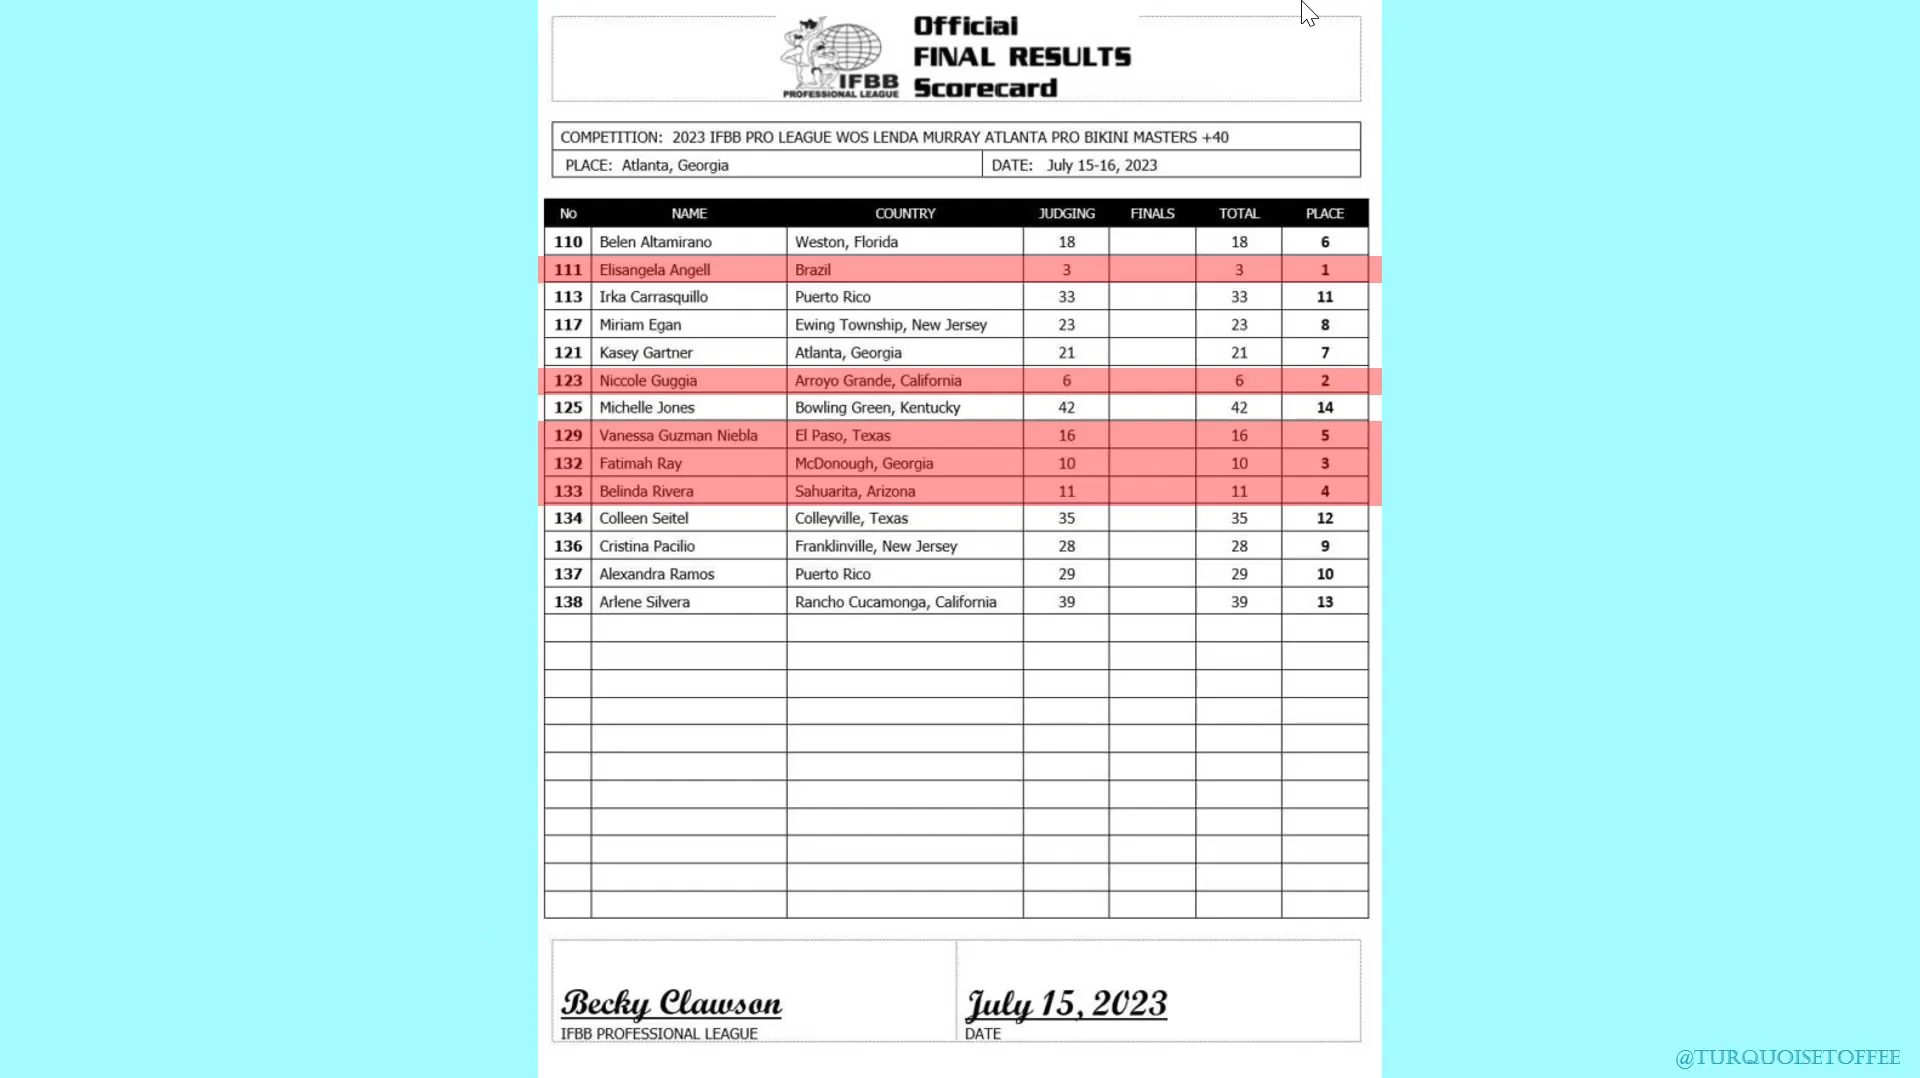 Official
FINAL RESULTS
Scorecard
IFBB
PROFESSIONAL LEAGUE
COMPETITION: 2023 IFBB PRO LEAGUE WOS LENDA MURRAY ATLANTA PRO BIKINI MASTERS +40
PLACE: Atlanta, Georgia DATE: July 15-16, 2023
No NAME COUNTRY JUDGING FINALS TOTAL PLACE
110 Belen Altamirano Weston, Florida 18 18 6
111 Elisangela Angell Brazil 3 3 1
113 Irka Carrasquillo Puerto Rico 33 33 11
117 Miriam Egan Ewing Township, New Jersey 23 23 8
121 Kasey Gartner Atlanta, Georgia 21 21 7
123 Niccole Guggia Arroyo Grande, California 6 6 2
125 Michelle Jones Bowling Green, Kentucky 42 42 14
129 Vanessa Guzman Niebla El Paso, Texas 16 16 5
132 Fatimah Ray McDonough, Georgia 10 10 3
133 Belinda Rivera Sahuarita, Arizona 11 11 4
134 Colleen Seitel Colleyville, Texas 35 35 12
136 Cristina Pacilio Franklinville, New Jersey 28 28 9
137 Alexandra Ramos Puerto Rico 29 29 10
138 Arlene Silvera Rancho Cucamonga, California 39 39 13
Becky Clawson July 15, 2023
IFBB PROFESSIONAL LEAGUE DATE
@TURQUOISETOFFEE